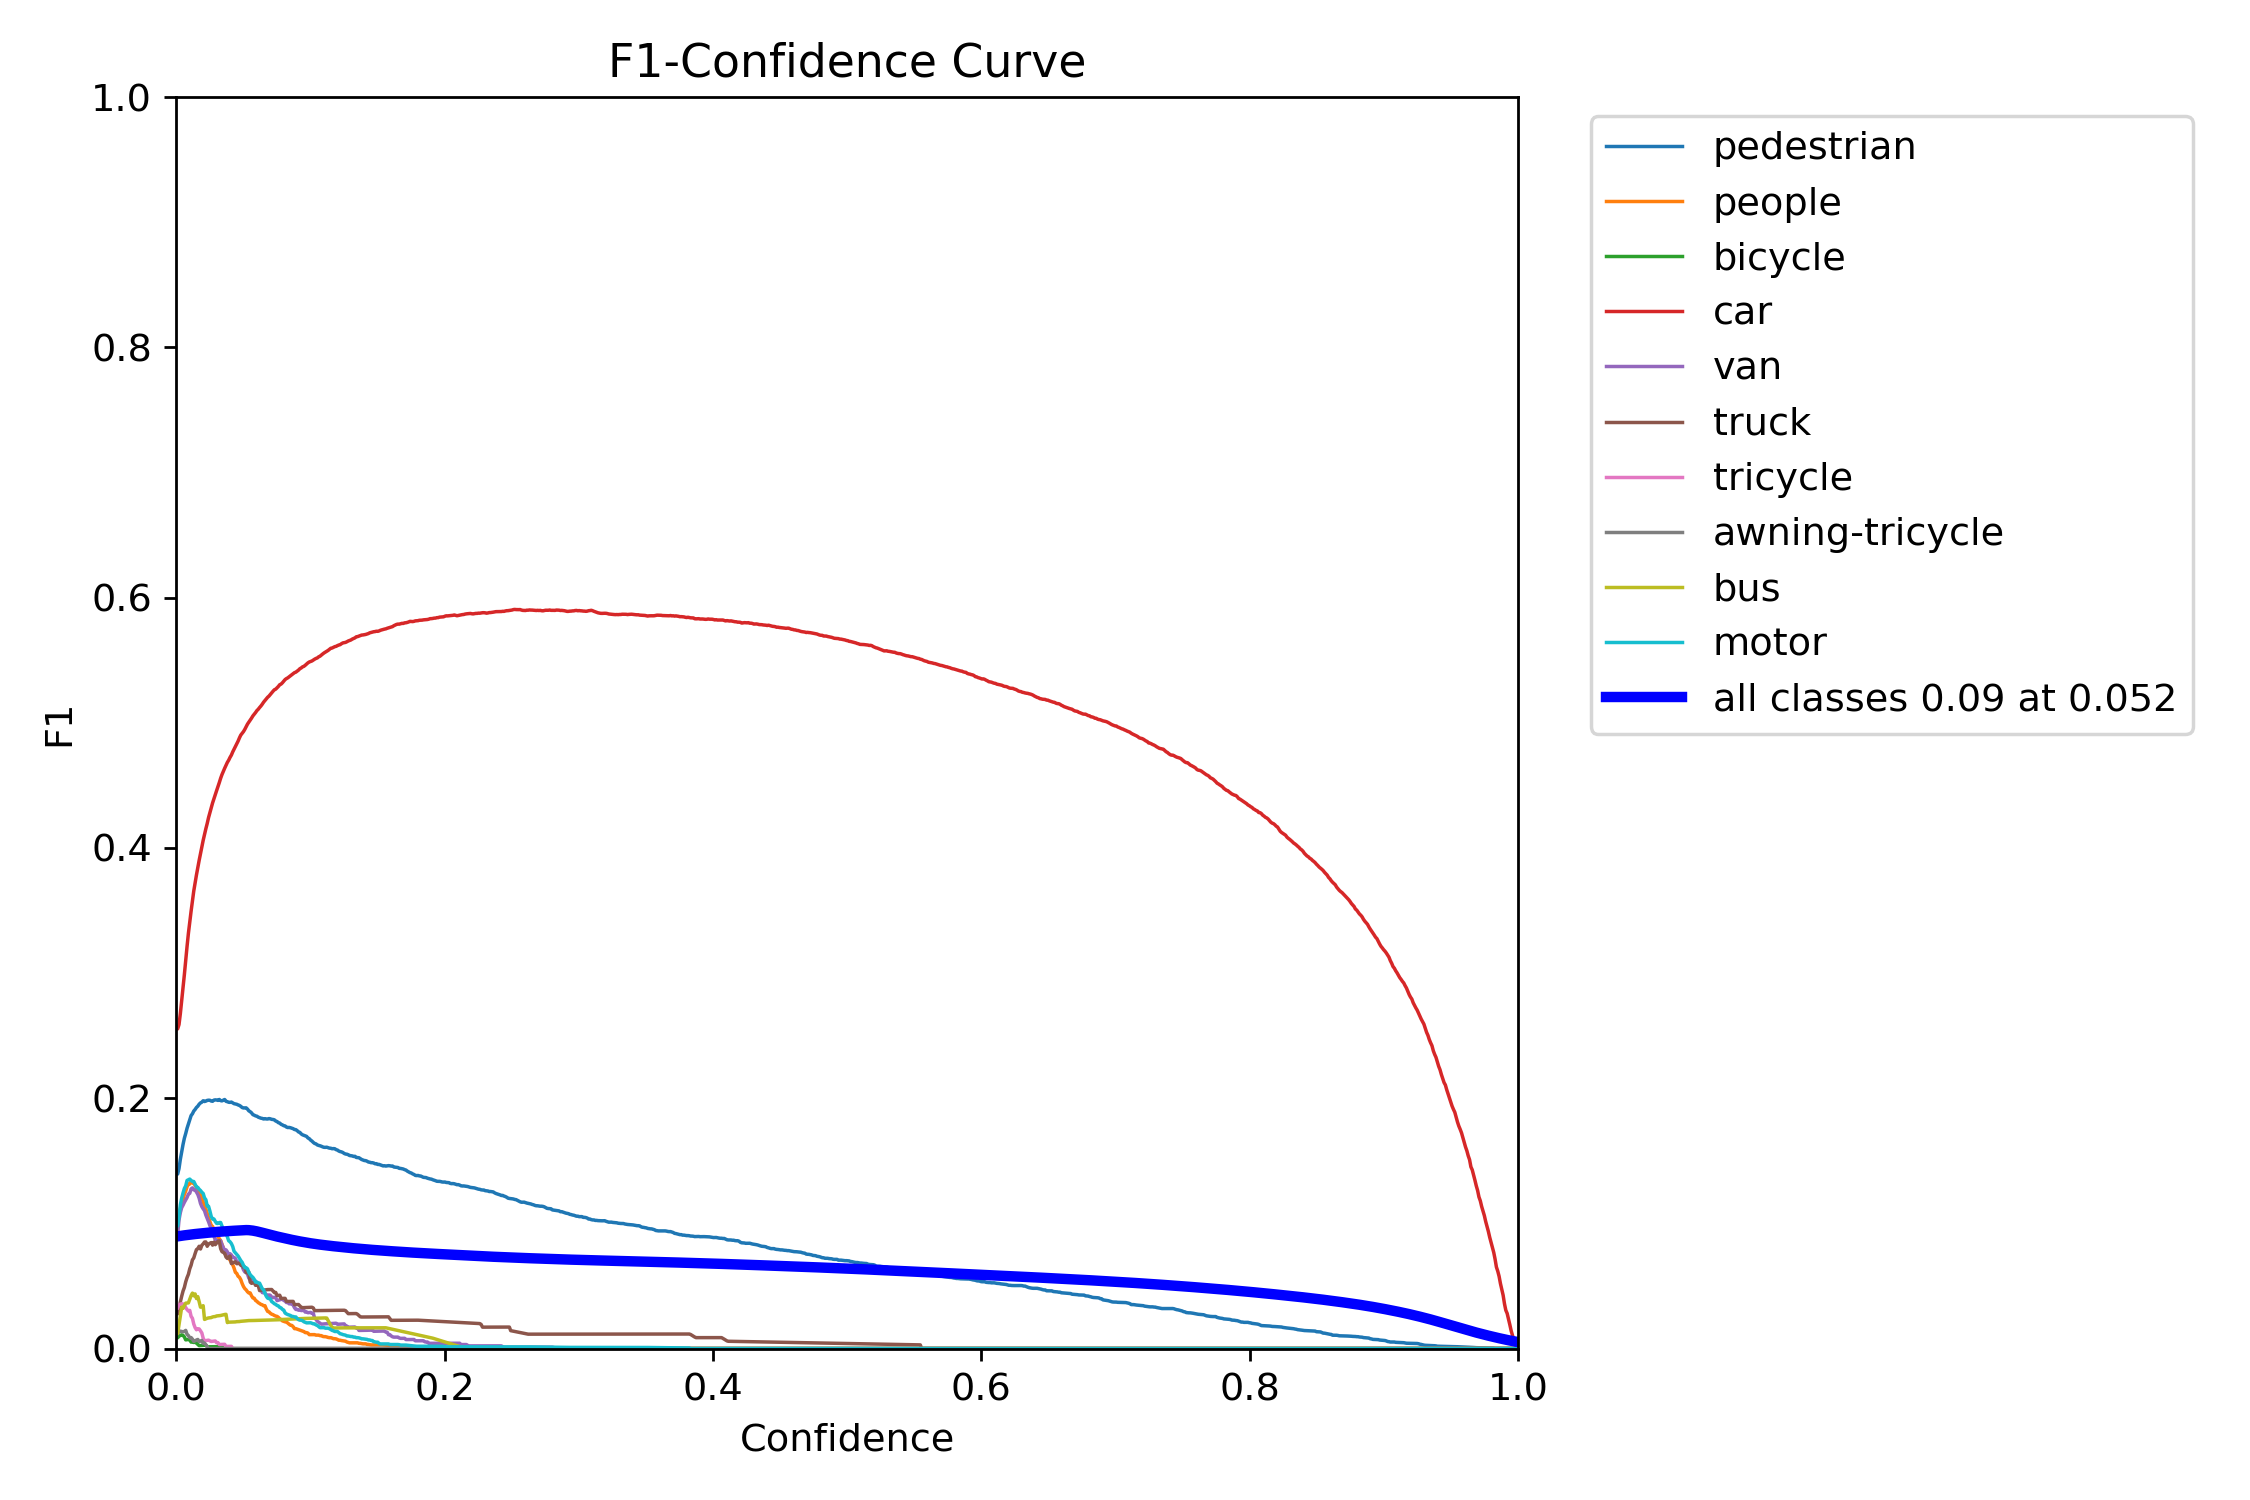 F1-Confidence Curve
1.0
0.8
0.6
0.4
0.2
0.0
F1
0.0 0.2 0.4 0.6 0.8 1.0
Confidence
pedestrian
people
bicycle
car
van
truck
tricycle
awning-tricycle
bus
motor
all classes 0.09 at 0.052